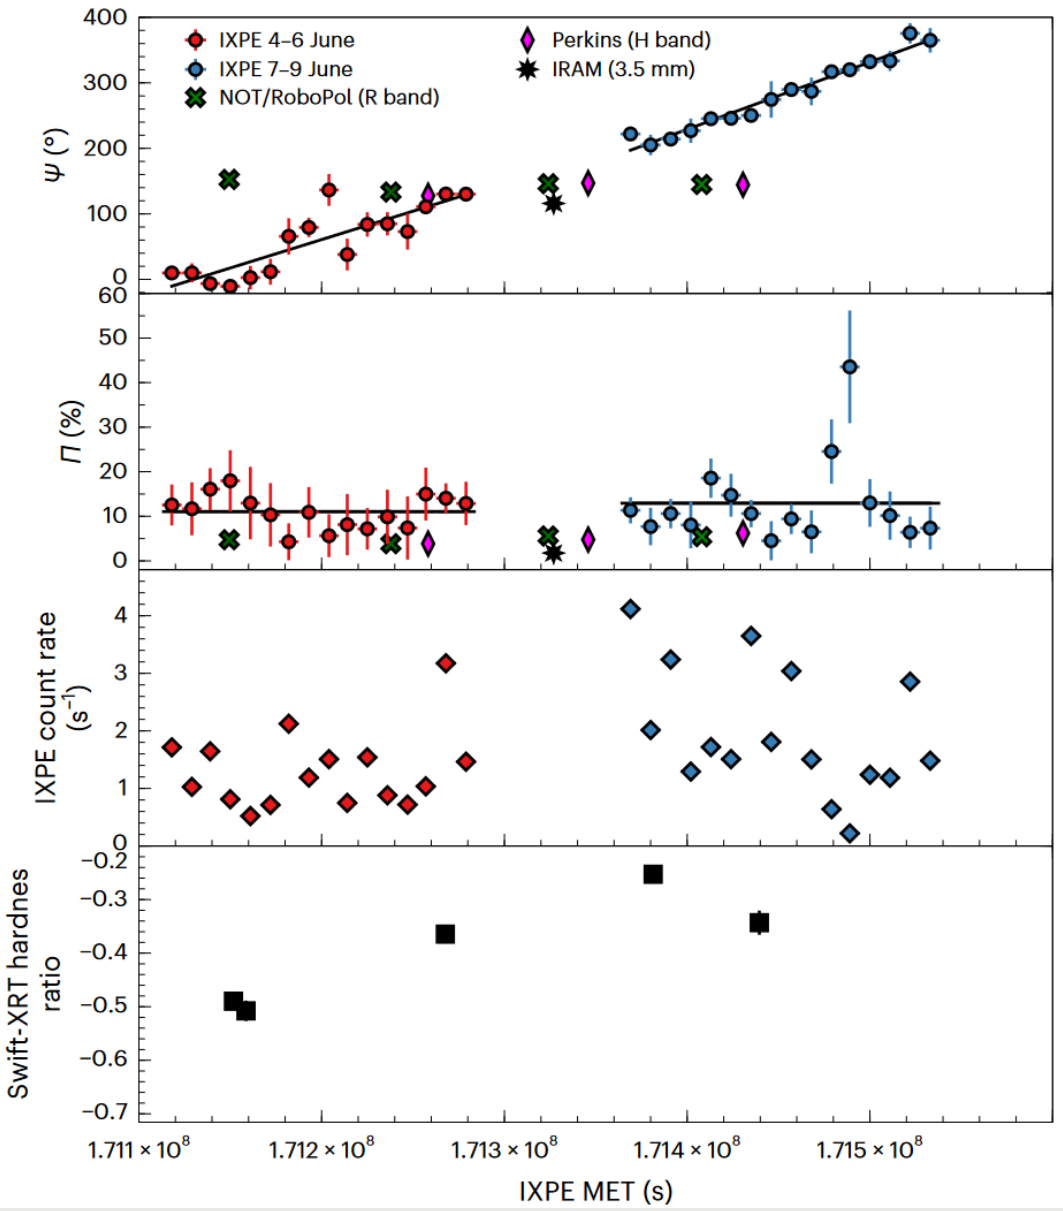 400
300
200
100
0
Ψ (°)
IXPE 4–6 June
IXPE 7–9 June
NOT/RoboPol (R band)
Perkins (H band)
IRAM (3.5 mm)
60
50
40
30
20
10
0
Π (%)
4
3
2
1
0
IXPE count rate
(s⁻¹)
−0.2
−0.3
−0.4
−0.5
−0.6
−0.7
Swift-XRT hardnes
ratio
1.711 × 10⁸ 1.712 × 10⁸ 1.713 × 10⁸ 1.714 × 10⁸ 1.715 × 10⁸
IXPE MET (s)